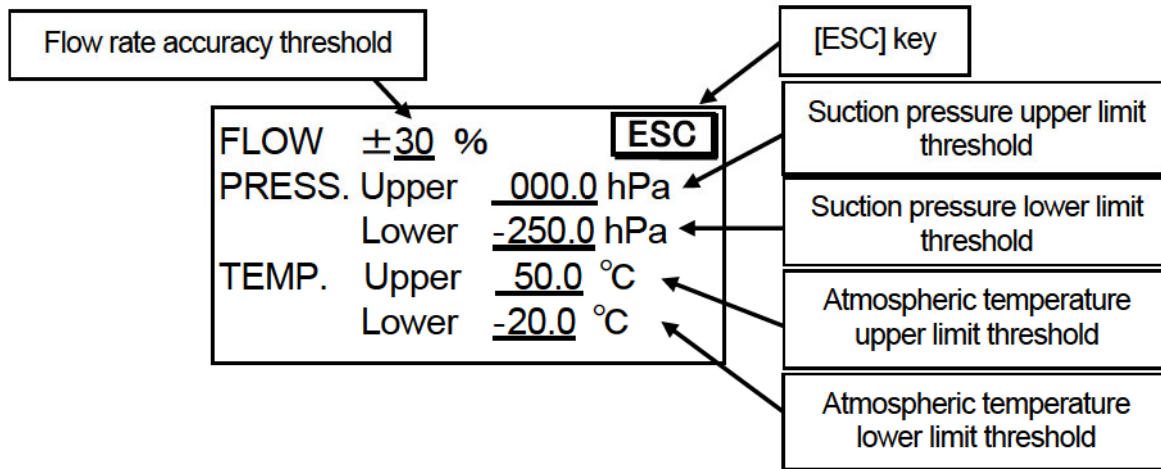 Flow rate accuracy threshold
[ESC] key
FLOW ±30 % ESC
PRESS. Upper 000.0 hPa
Lower -250.0 hPa
TEMP. Upper 50.0 °C
Lower -20.0 °C
Suction pressure upper limit
threshold
Suction pressure lower limit
threshold
Atmospheric temperature
upper limit threshold
Atmospheric temperature
lower limit threshold